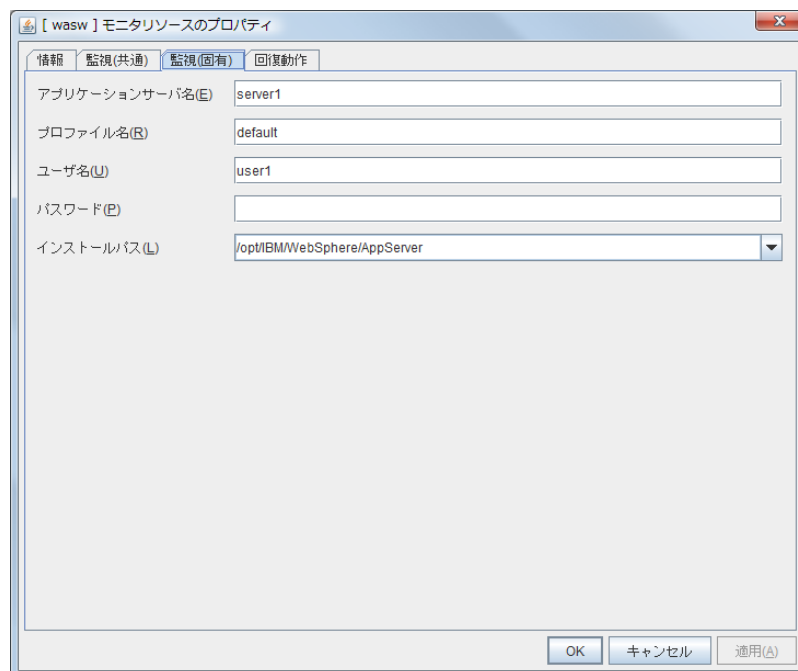 [ wasw ] モニタリソースのプロパティ
情報 監視(共通) 監視(固有) 回復動作
アプリケーションサーバ名(E) server1
プロファイル名(R) default
ユーザ名(U) user1
パスワード(P)
インストールパス(L) /opt/IBM/WebSphere/AppServer
OK キャンセル 適用(A)